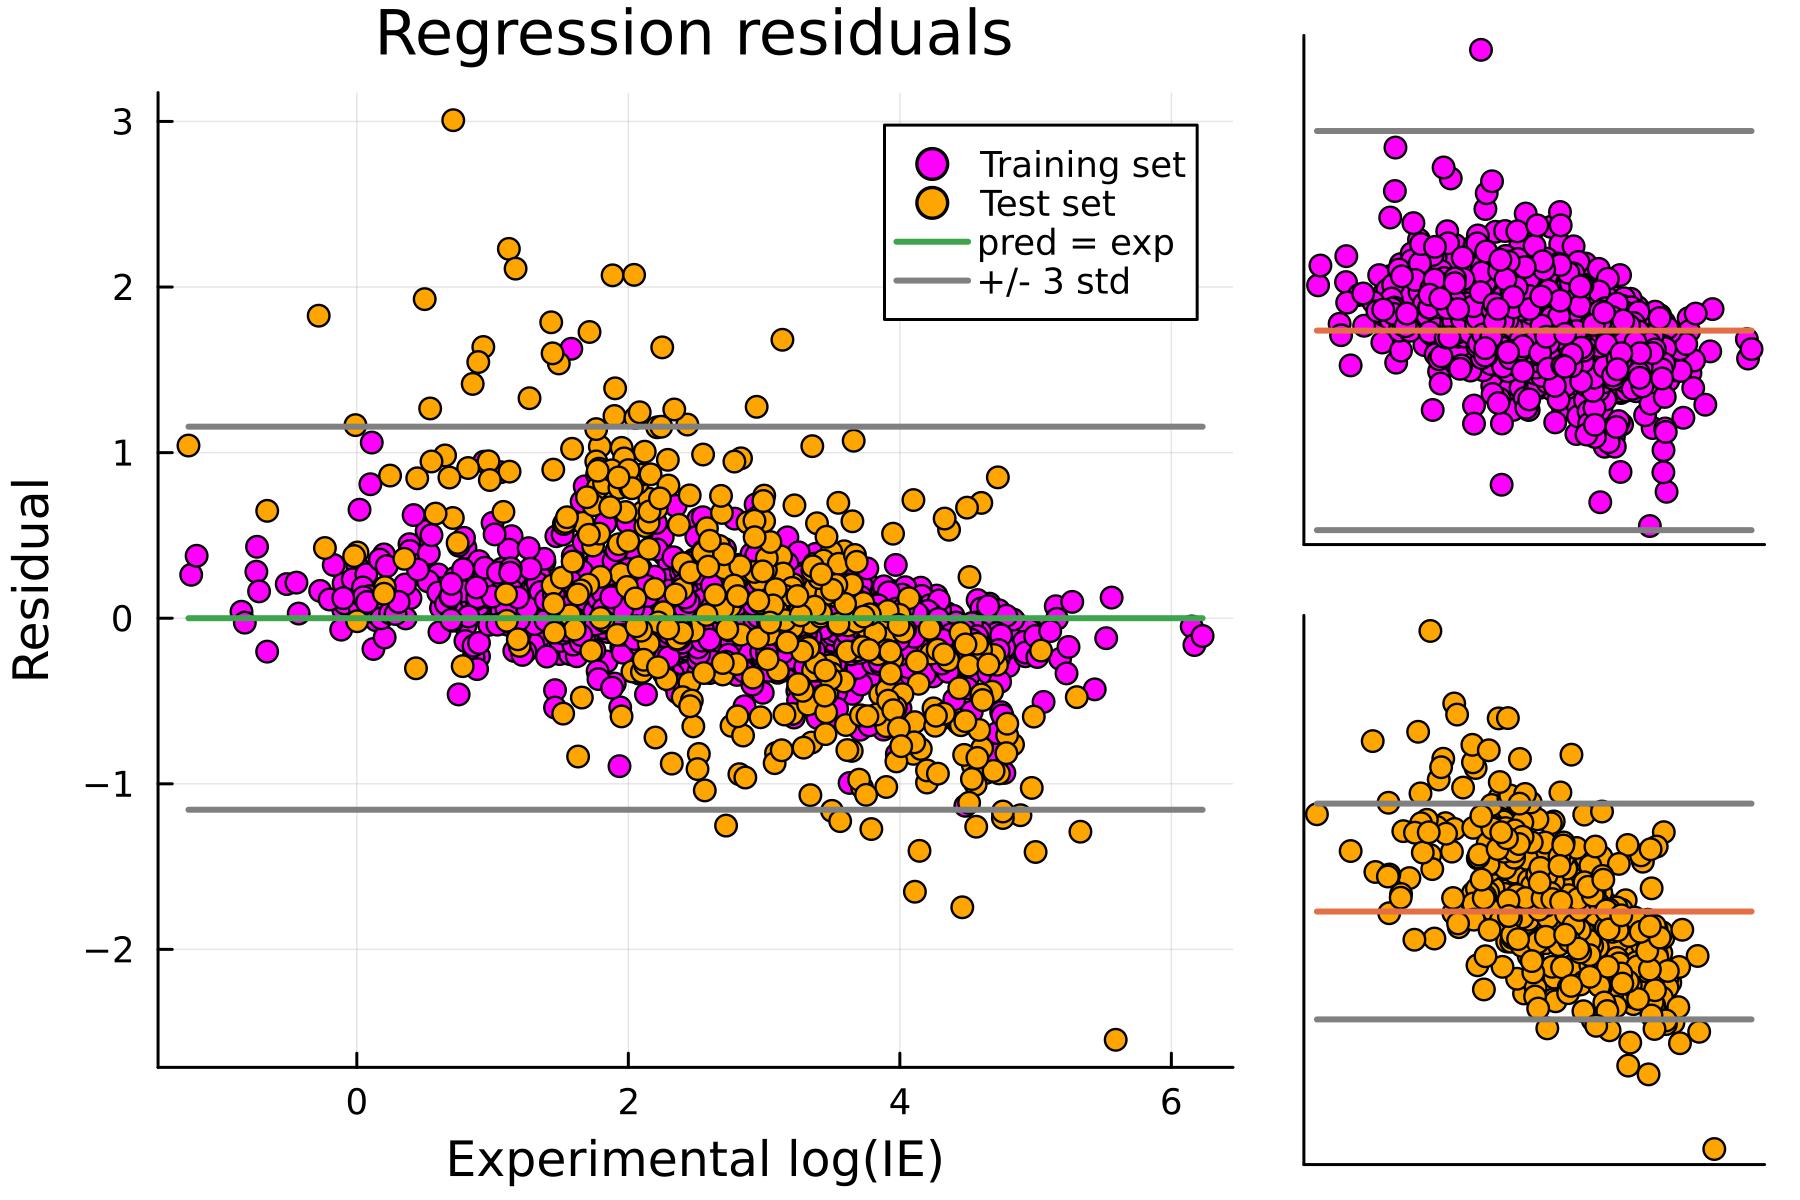 Regression residuals
Residual
3
2
1
0
−1
−2
Training set
Test set
pred = exp
+/- 3 std
0
2
4
6
Experimental log(IE)